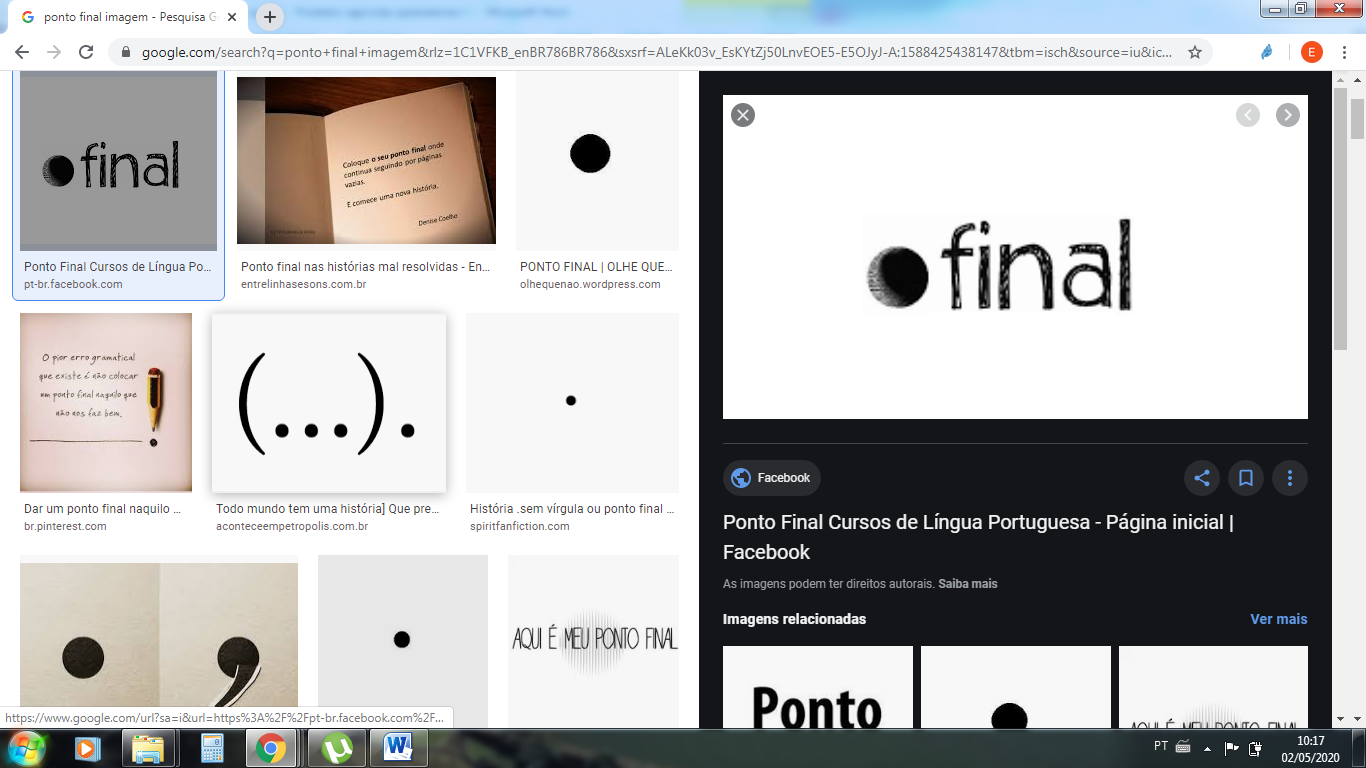 ponto final imagem - Pesquisa G
google.com/search?q=ponto+final+imagem&rlz=1C1VFKB_enBR786BR786&sxsrf=ALeKk03v_EsKYtZj50LnvEOE5-E5OJyJ-A:1588425438147&tbm=isch&source=iu&ic...
E
final
Ponto Final Cursos de Língua Po...
pt-br.facebook.com
Coloque o seu ponto final onde
continua seguindo por páginas
vazias.
E comece uma nova história.
Denise Coelho
Ponto final nas histórias mal resolvidas - En...
entrelinhasesons.com.br
PONTO FINAL | OLHE QUE...
olhequenao.wordpress.com
O pior erro gramatical
que existe é não colocar
um ponto final naquilo que
não nos faz bem.
Dar um ponto final naquilo ...
br.pinterest.com
(...).
Todo mundo tem uma história] Que pre...
aconteceempetropolis.com.br
História .sem vírgula ou ponto final ...
spiritfanfiction.com
AQUI É MEU PONTO FINAL
final
Facebook
Ponto Final Cursos de Língua Portuguesa - Página inicial |
Facebook
As imagens podem ter direitos autorais. Saiba mais
Imagens relacionadas
Ver mais
Ponto
AQUI É MEU PONTO FINAL
https://www.google.com/url?sa=i&url=https%3A%2F%2Fpt-br.facebook.com%2F...
PT
10:17
02/05/2020